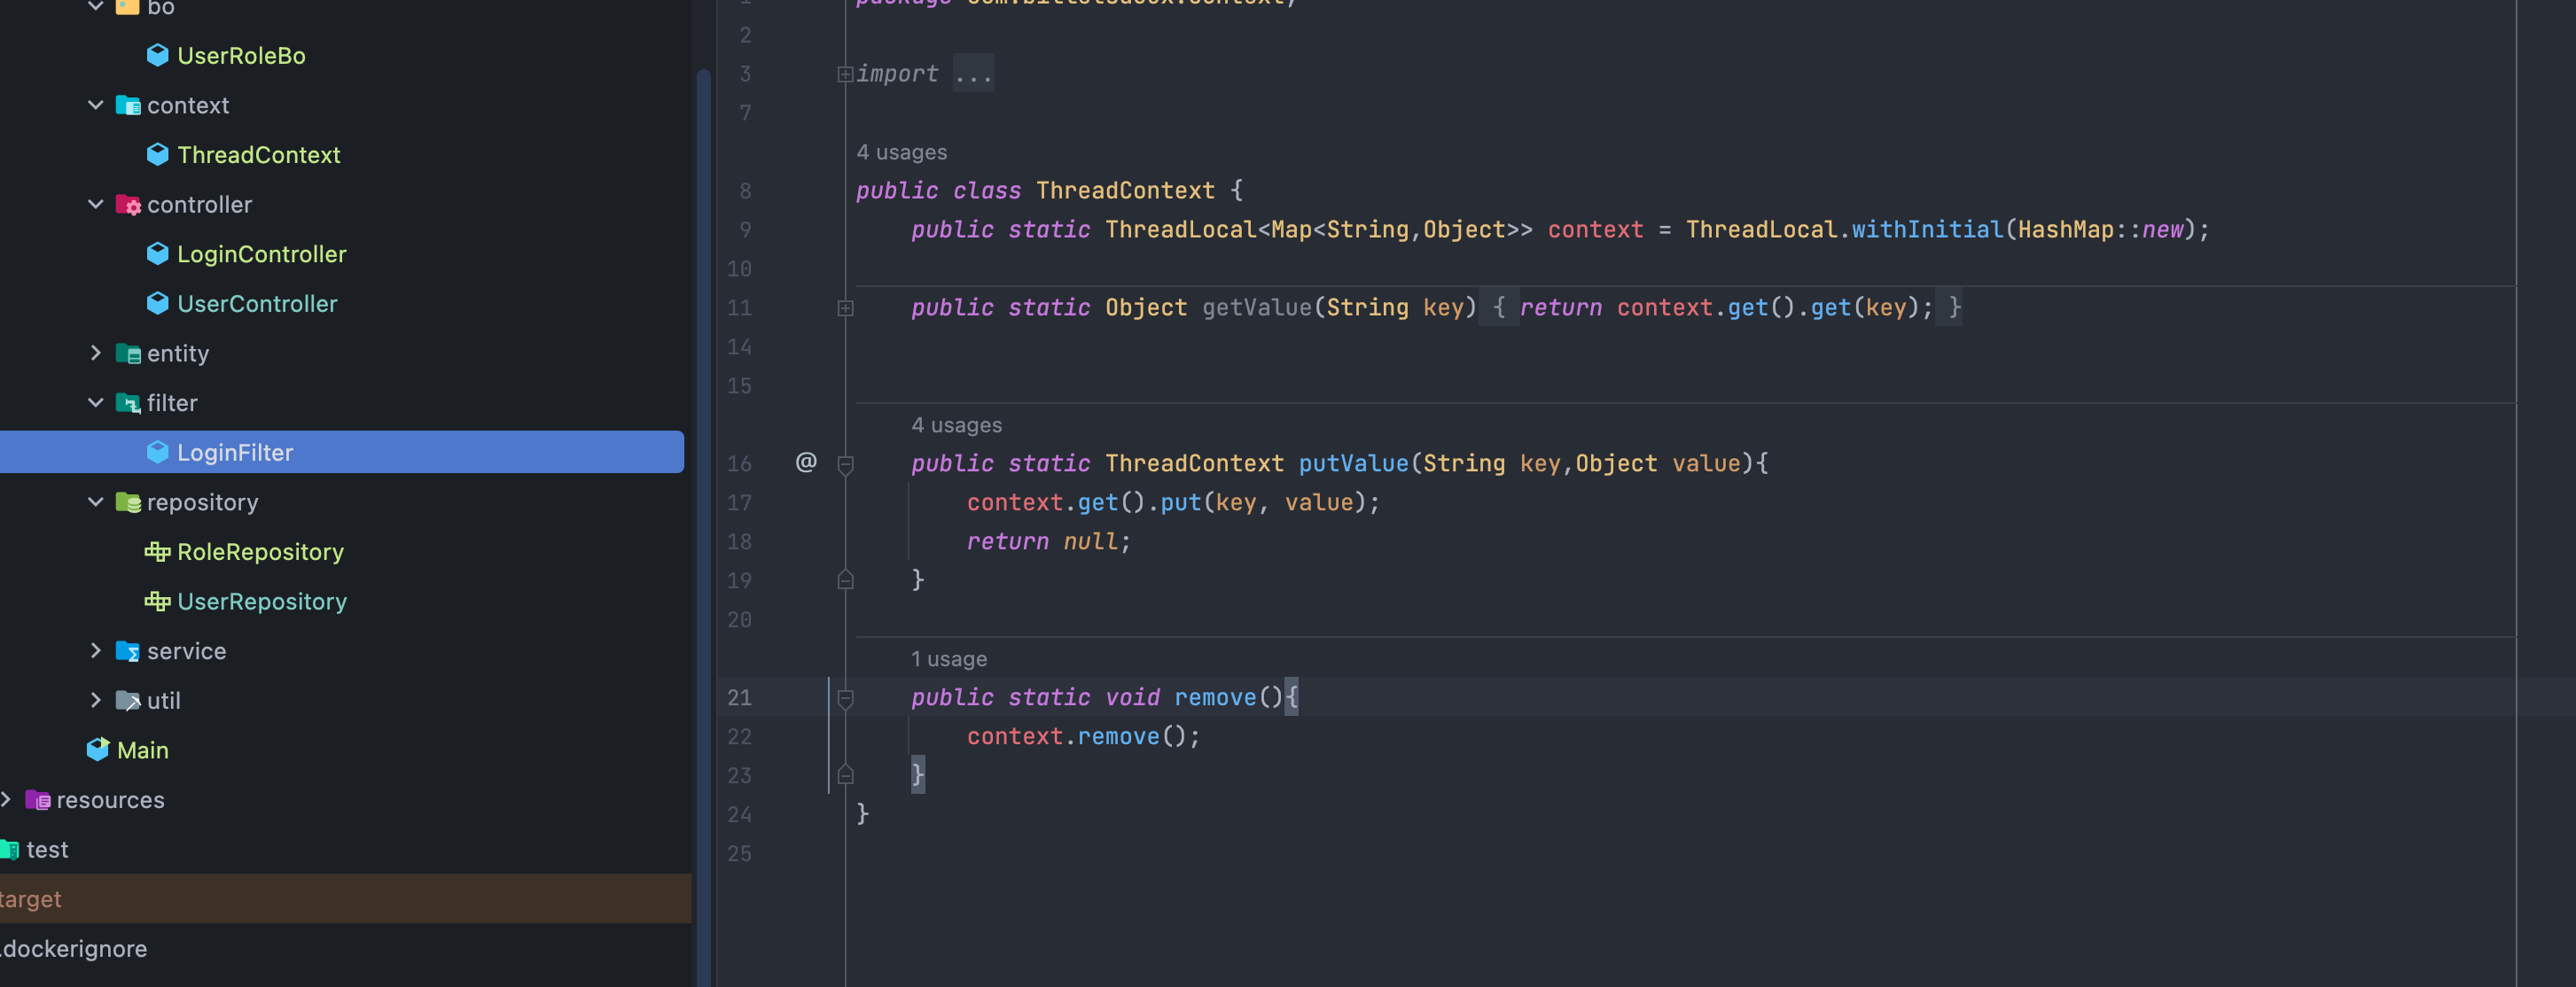 bo
UserRoleBo
context
ThreadContext
controller
LoginController
UserController
entity
filter
LoginFilter
repository
RoleRepository
UserRepository
service
util
Main
resources
test
target
.dockerignore
2
3 import ...
7
4 usages
8 public class ThreadContext {
9 public static ThreadLocal<Map<String,Object>> context = ThreadLocal.withInitial(HashMap::new);
10
11 public static Object getValue(String key) { return context.get().get(key); }
14
15
4 usages
16 @ public static ThreadContext putValue(String key,Object value){
17 context.get().put(key, value);
18 return null;
19 }
20
1 usage
21 public static void remove(){
22 context.remove();
23 }
24 }
25